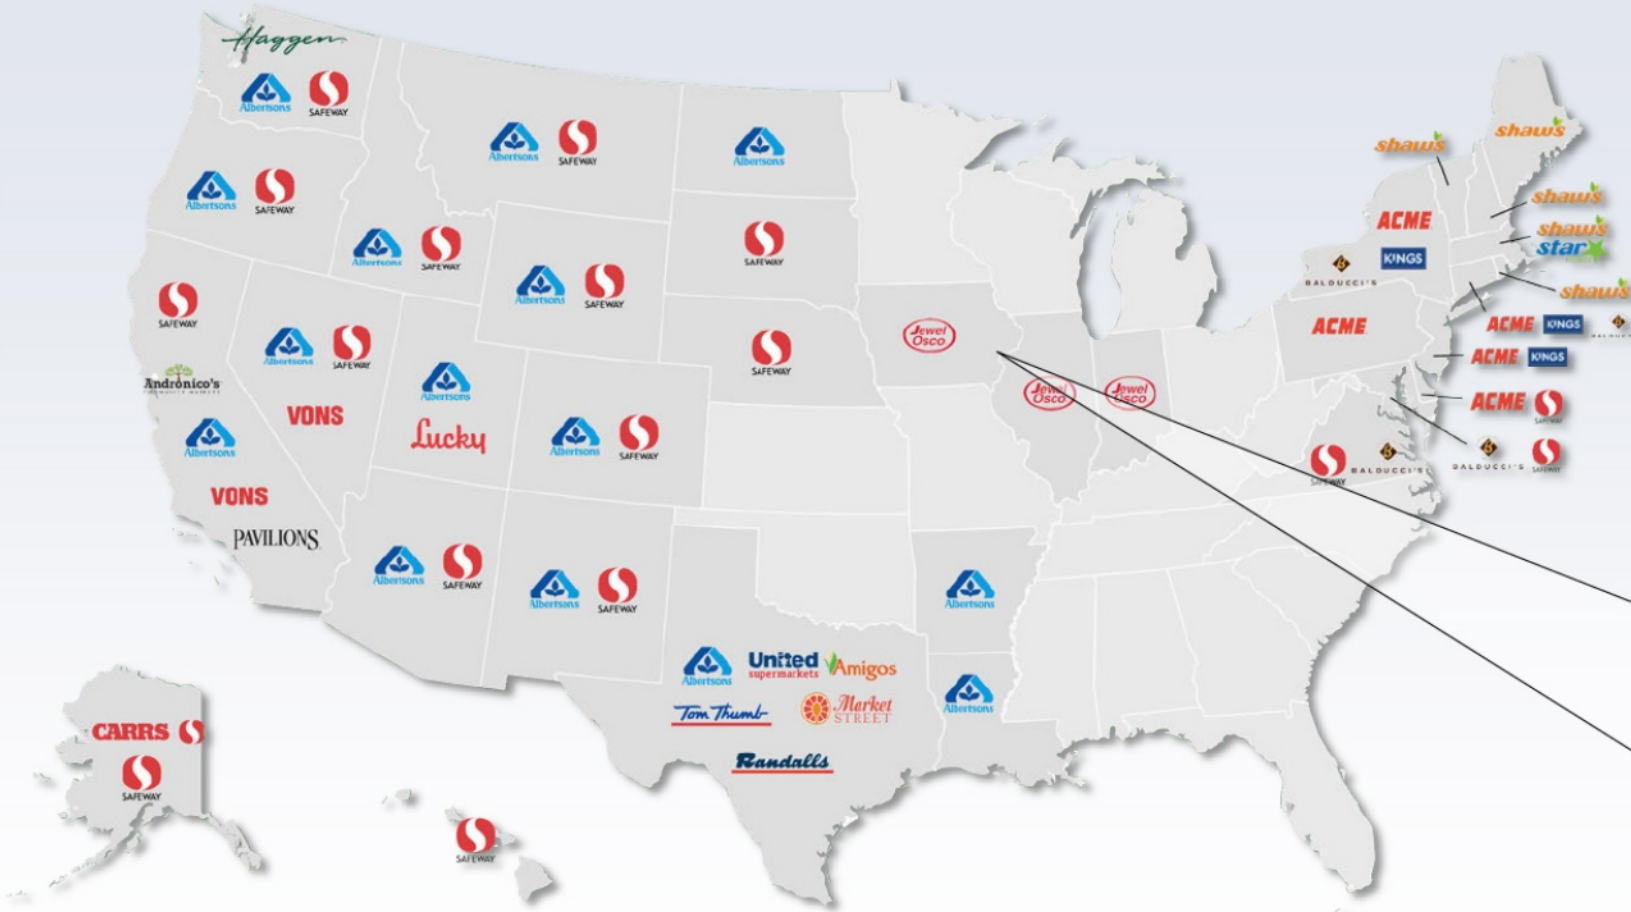 Haggen
Albertsons SAFEWAY
Albertsons SAFEWAY
Albertsons SAFEWAY
Albertsons SAFEWAY
SAFEWAY
Andronico's
Albertsons
VONS
PAVILIONS
Albertsons SAFEWAY
VONS
Albertsons
Lucky
Albertsons SAFEWAY
Albertsons SAFEWAY
Albertsons SAFEWAY
Albertsons SAFEWAY
Albertsons
SAFEWAY
SAFEWAY
Albertsons United supermarkets Amigos
Tom Thumb Market STREET
Randalls
Albertsons
Albertsons
Jewel Osco
Jewel Osco
Jewel Osco
CARRS
SAFEWAY
SAFEWAY
shaw's
shaw's
shaw's
shaw's
star
shaw's
ACME
KINGS
BALDUCCI'S
ACME
ACME KINGS
ACME KINGS
ACME SAFEWAY
BALDUCCI'S SAFEWAY
SAFEWAY BALDUCCI'S